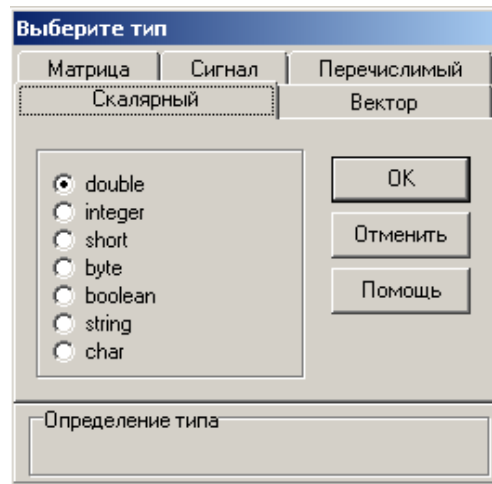 Выберите тип
Матрица Сигнал Перечислимый
Скалярный Вектор
double
integer
short
byte
boolean
string
char
OK
Отменить
Помощь
Определение типа